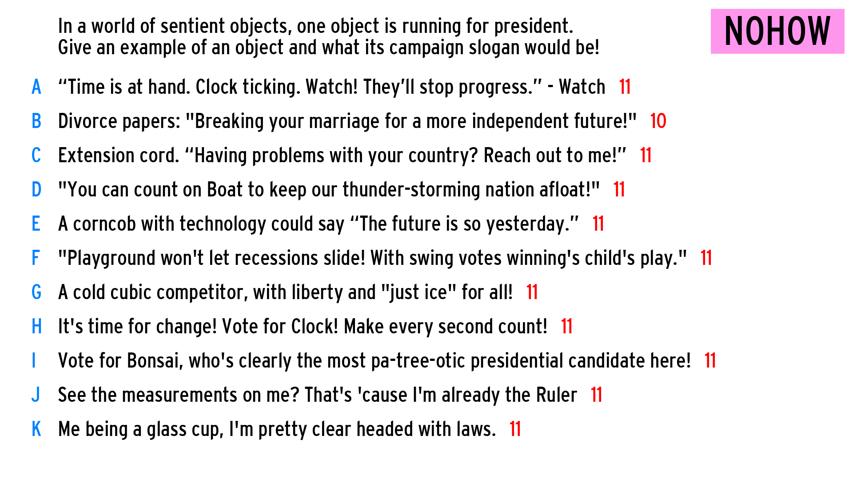 In a world of sentient objects, one object is running for president.
Give an example of an object and what its campaign slogan would be!
NOHOW
A “Time is at hand. Clock ticking. Watch! They’ll stop progress.” - Watch 11
B Divorce papers: "Breaking your marriage for a more independent future!" 10
C Extension cord. “Having problems with your country? Reach out to me!” 11
D "You can count on Boat to keep our thunder-storming nation afloat!" 11
E A corncob with technology could say “The future is so yesterday.” 11
F "Playground won't let recessions slide! With swing votes winning's child's play." 11
G A cold cubic competitor, with liberty and "just ice" for all! 11
H It's time for change! Vote for Clock! Make every second count! 11
I Vote for Bonsai, who's clearly the most pa-tree-otic presidential candidate here! 11
J See the measurements on me? That's 'cause I'm already the Ruler 11
K Me being a glass cup, I'm pretty clear headed with laws. 11